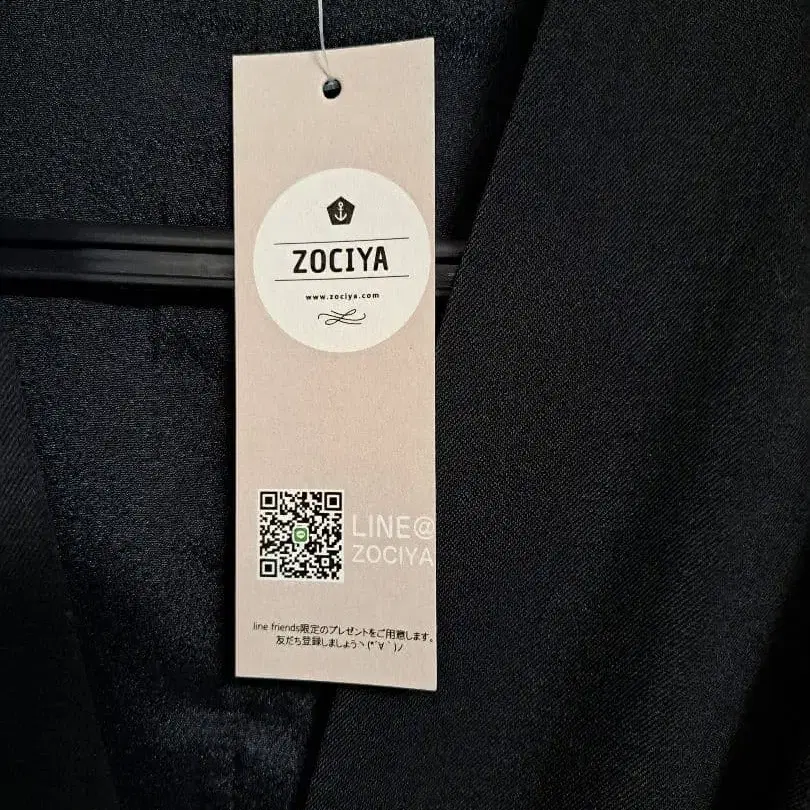 ZOCIYA
www.zociya.com
LINE@
ZOCIYA
line friends限定のプレゼントをご用意します。
友だち登録しましょうヽ(*´∀｀)ノ